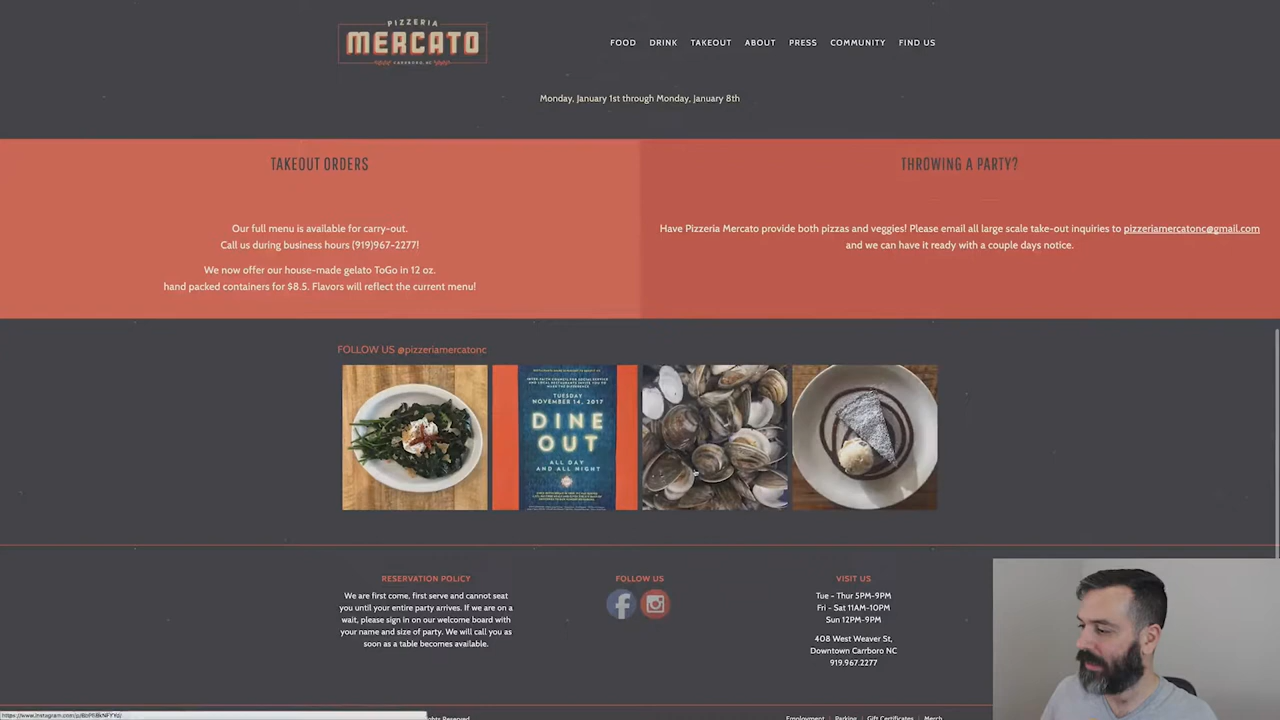 PIZZERIA
MERCATO
CARRBORO, NC
FOOD DRINK TAKEOUT ABOUT PRESS COMMUNITY FIND US
Monday, January 1st through Monday, January 8th
TAKEOUT ORDERS
Our full menu is available for carry-out.
Call us during business hours (919)967-2277!
We now offer our house-made gelato ToGo in 12 oz.
hand packed containers for $8.5. Flavors will reflect the current menu!
THROWING A PARTY?
Have Pizzeria Mercato provide both pizzas and veggies! Please email all large scale take-out inquiries to pizzeriamercatonc@gmail.com
and we can have it ready with a couple days notice.
FOLLOW US @pizzeriamercatonc
TUESDAY
NOVEMBER 14, 2017
DINE
OUT
ALL DAY
AND ALL NIGHT
RESERVATION POLICY
We are first come, first serve and cannot seat
you until your entire party arrives. If we are on a
wait, please sign in on our welcome board with
your name and size of party. We will call you as
soon as a table becomes available.
FOLLOW US
VISIT US
Tue - Thur 5PM-9PM
Fri - Sat 11AM-10PM
Sun 12PM-9PM
408 West Weaver St,
Downtown Carrboro NC
919.967.2277
Rights Reserved
Employment Parking Gift Certificates Merch